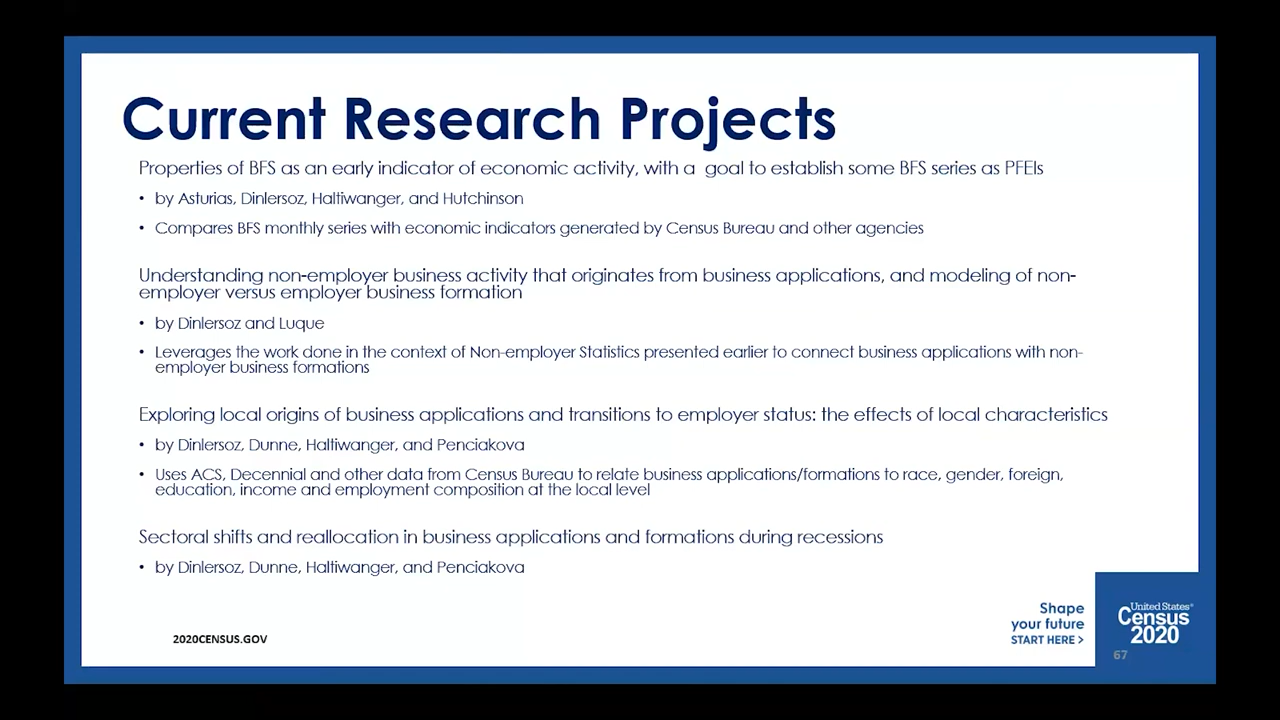 Current Research Projects
Properties of BFS as an early indicator of economic activity, with a goal to establish some BFS series as PFEIs
• by Asturias, Dinlersoz, Haltiwanger, and Hutchinson
• Compares BFS monthly series with economic indicators generated by Census Bureau and other agencies
Understanding non-employer business activity that originates from business applications, and modeling of non-
employer versus employer business formation
• by Dinlersoz and Luque
• Leverages the work done in the context of Non-employer Statistics presented earlier to connect business applications with non-
employer business formations
Exploring local origins of business applications and transitions to employer status: the effects of local characteristics
• by Dinlersoz, Dunne, Haltiwanger, and Penciakova
• Uses ACS, Decennial and other data from Census Bureau to relate business applications/formations to race, gender, foreign,
education, income and employment composition at the local level
Sectoral shifts and reallocation in business applications and formations during recessions
• by Dinlersoz, Dunne, Haltiwanger, and Penciakova
2020CENSUS.GOV
Shape
your future
START HERE >
United States®
Census
2020
67